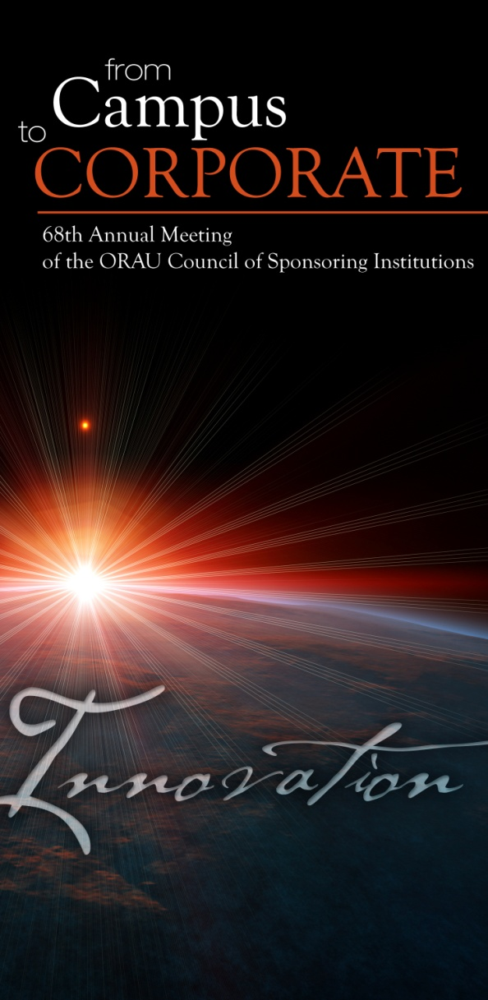 from
Campus
to
CORPORATE
68th Annual Meeting
of the ORAU Council of Sponsoring Institutions
Innovation